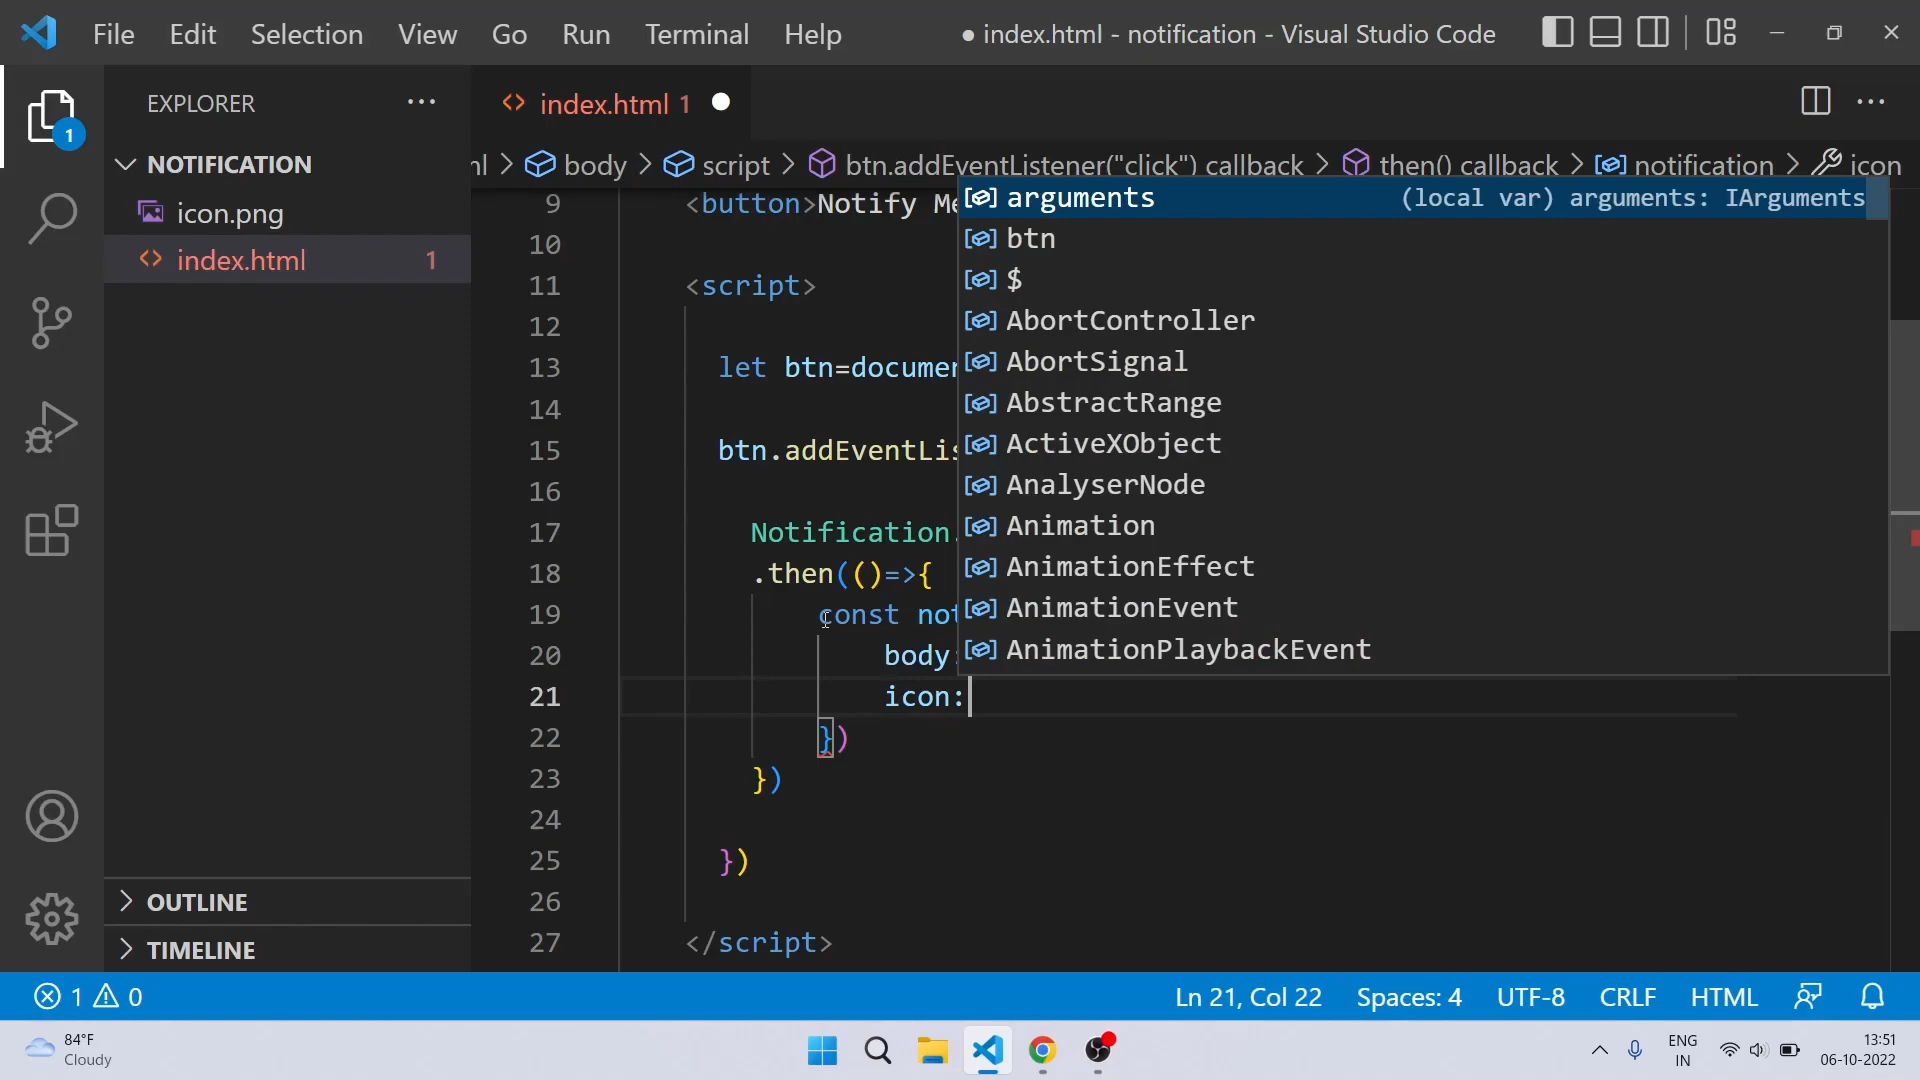 File Edit Selection View Go Run Terminal Help ● index.html - notification - Visual Studio Code
EXPLORER ...
NOTIFICATION
icon.png
index.html 1
1
OUTLINE
TIMELINE
<> index.html 1 ● ...
body > script > btn.addEventListener("click") callback > then() callback > notification > icon
9 <button>Notify Me
10
11 <script>
12
13 let btn=documen
14
15 btn.addEventLis
16
17 Notification.
18 .then(()=>{
19 const not
20 body:
21 icon:
22 })
23 })
24
25 })
26
27 </script>
arguments (local var) arguments: IArguments
btn
$
AbortController
AbortSignal
AbstractRange
ActiveXObject
AnalyserNode
Animation
AnimationEffect
AnimationEvent
AnimationPlaybackEvent
1 0 Ln 21, Col 22 Spaces: 4 UTF-8 CRLF HTML
84°F
Cloudy
ENG
IN
13:51
06-10-2022